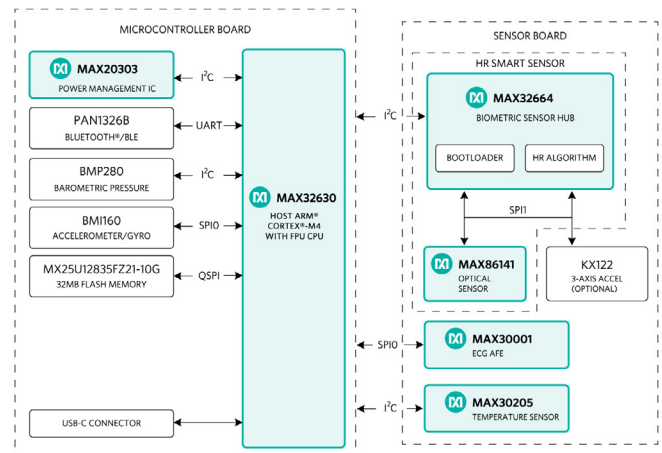 MICROCONTROLLER BOARD
MAX20303
POWER MANAGEMENT IC
I²C
PAN1326B
BLUETOOTH®/BLE
UART
BMP280
BAROMETRIC PRESSURE
I²C
BMI160
ACCELEROMETER/GYRO
SPI0
MX25U12835FZ21-10G
32MB FLASH MEMORY
QSPI
USB-C CONNECTOR
MAX32630
HOST ARM®
CORTEX®-M4
WITH FPU CPU
I²C
SPI0
I²C
SENSOR BOARD
HR SMART SENSOR
MAX32664
BIOMETRIC SENSOR HUB
BOOTLOADER
HR ALGORITHM
SPI1
MAX86141
OPTICAL
SENSOR
KX122
3-AXIS ACCEL
(OPTIONAL)
MAX30001
ECG AFE
MAX30205
TEMPERATURE SENSOR